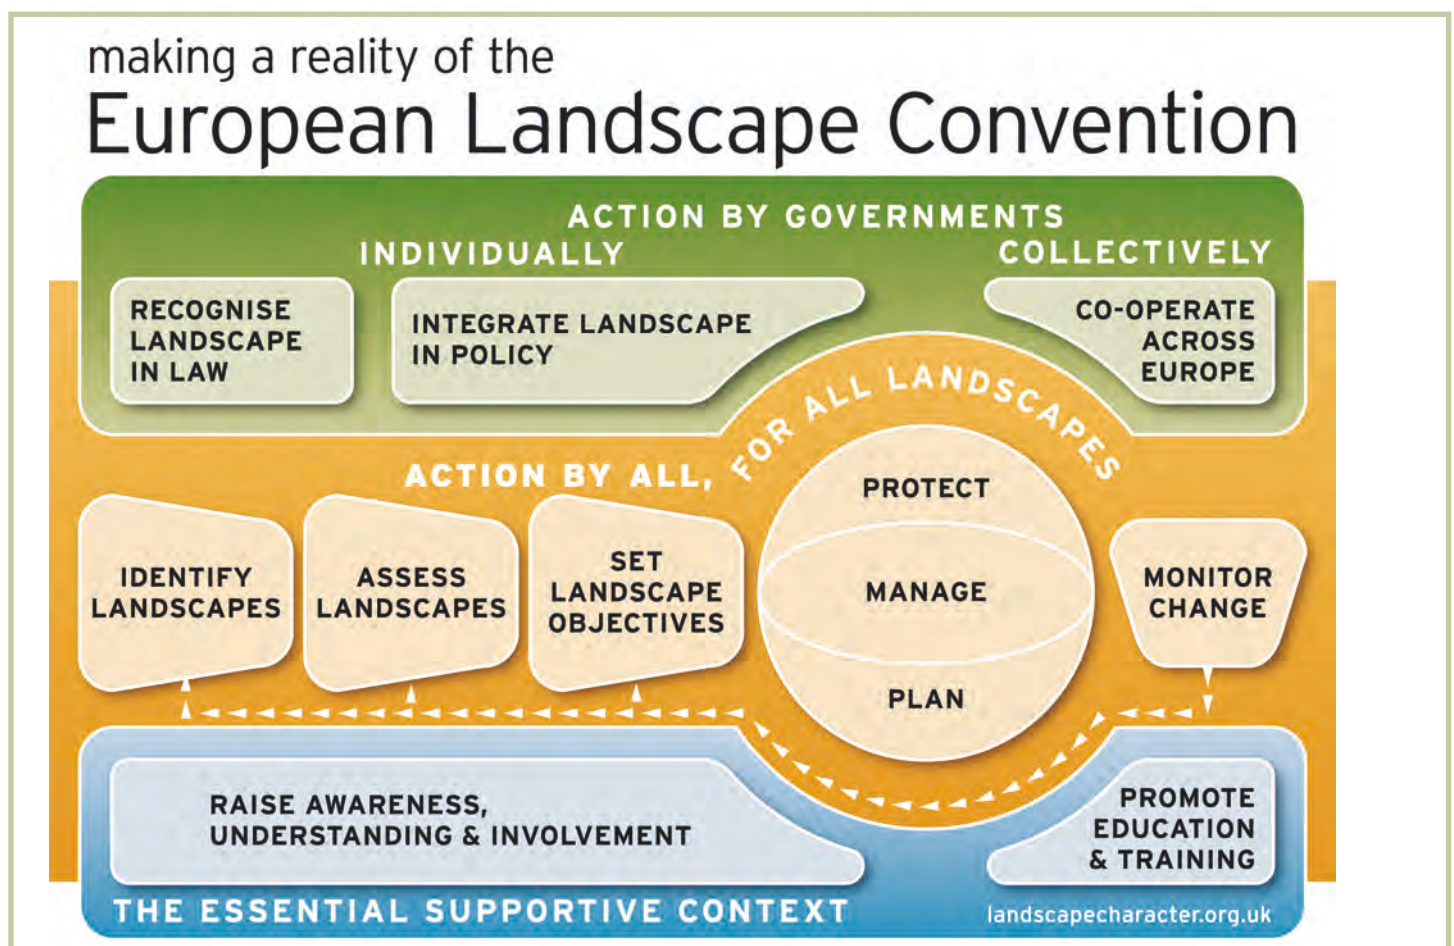 making a reality of the
European Landscape Convention
ACTION BY GOVERNMENTS
INDIVIDUALLY
COLLECTIVELY
RECOGNISE
LANDSCAPE
IN LAW
INTEGRATE LANDSCAPE
IN POLICY
CO-OPERATE
ACROSS
EUROPE
ACTION BY ALL, FOR ALL LANDSCAPES
IDENTIFY
LANDSCAPES
ASSESS
LANDSCAPES
SET
LANDSCAPE
OBJECTIVES
PROTECT
MANAGE
PLAN
MONITOR
CHANGE
RAISE AWARENESS,
UNDERSTANDING & INVOLVEMENT
PROMOTE
EDUCATION
& TRAINING
THE ESSENTIAL SUPPORTIVE CONTEXT
landscapecharacter.org.uk